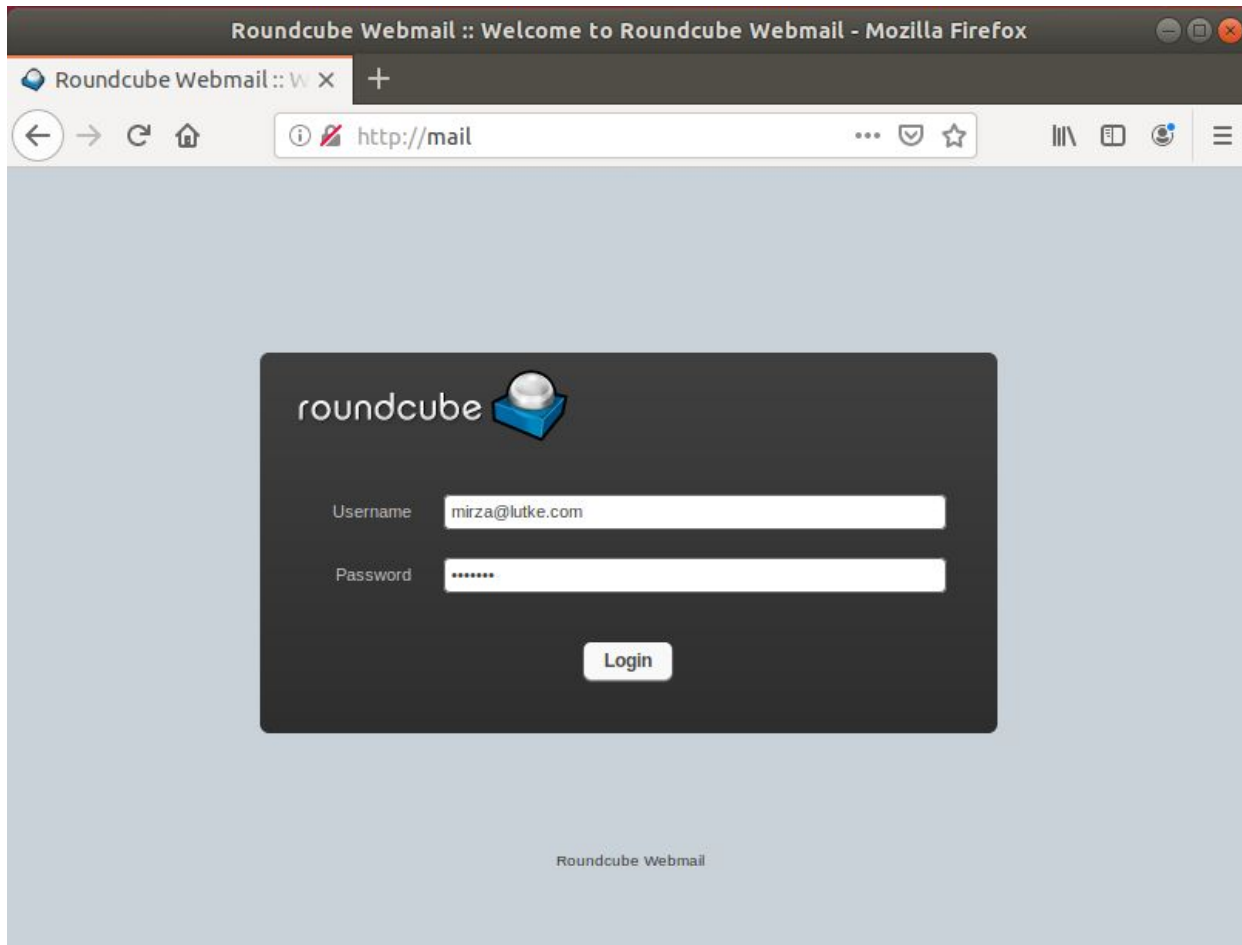 Roundcube Webmail :: Welcome to Roundcube Webmail - Mozilla Firefox
Roundcube Webmail :: W
http://mail
roundcube
Username mirza@lutke.com
Password •••••••
Login
Roundcube Webmail